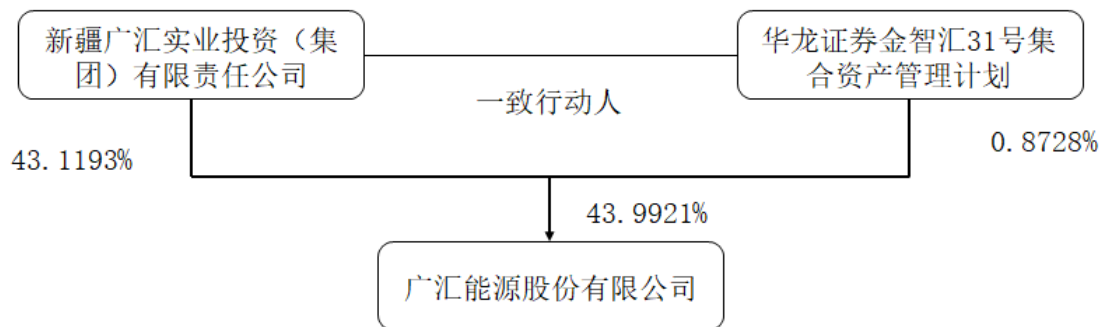 新疆广汇实业投资（集
团）有限责任公司
华龙证券金智汇31号集
合资产管理计划
一致行动人
43.1193%
0.8728%
43.9921%
广汇能源股份有限公司